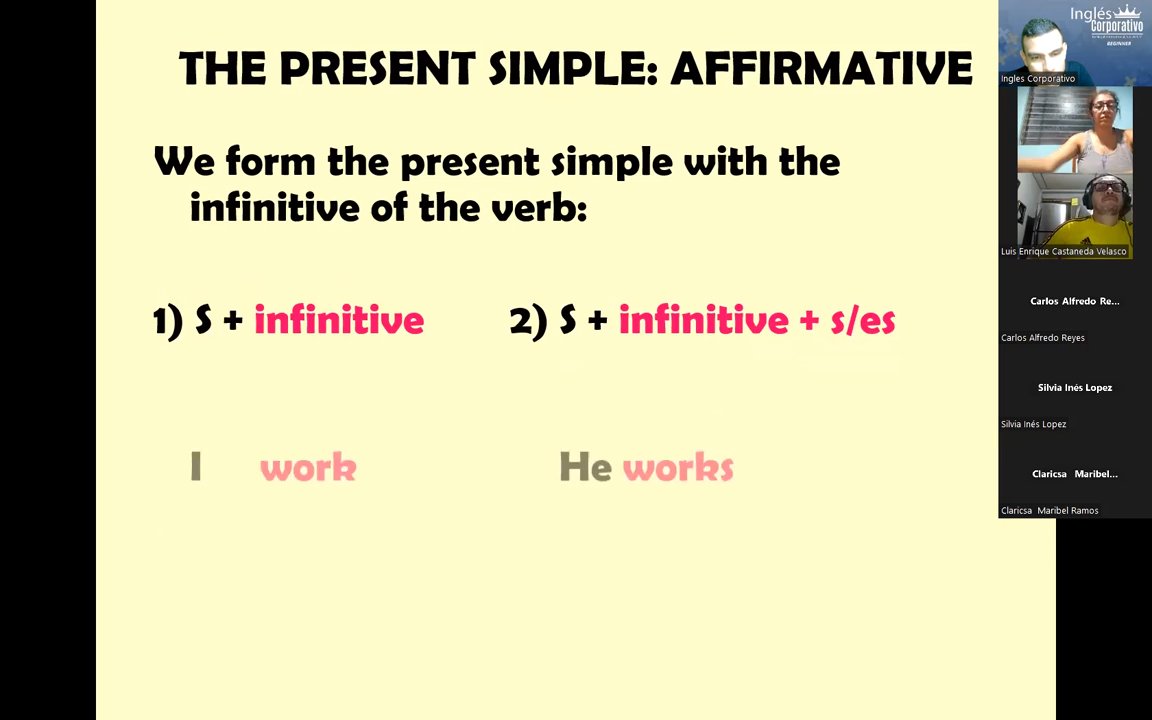 THE PRESENT SIMPLE: AFFIRMATIVE
We form the present simple with the
infinitive of the verb:
1) S + infinitive
2) S + infinitive + s/es
I work
He works
Inglés
Corporativo
BEGINNER
Ingles Corporativo
Luis Enrique Castaneda Velasco
Carlos Alfredo Re...
Carlos Alfredo Reyes
Silvia Inés Lopez
Silvia Inés Lopez
Claricsa Maribel...
Claricsa Maribel Ramos